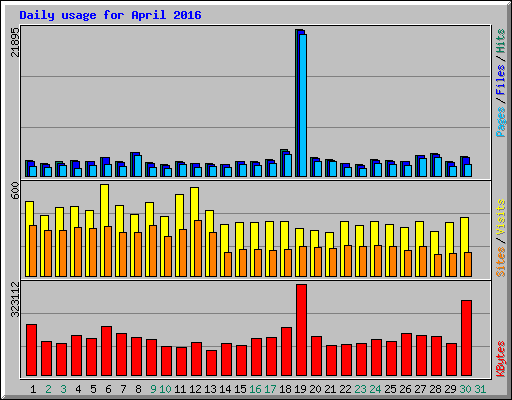 Daily usage for April 2016
21895
Pages / Files / Hits
600
Sites / Visits
323112
KBytes
1 2 3 4 5 6 7 8 9 10 11 12 13 14 15 16 17 18 19 20 21 22 23 24 25 26 27 28 29 30 31